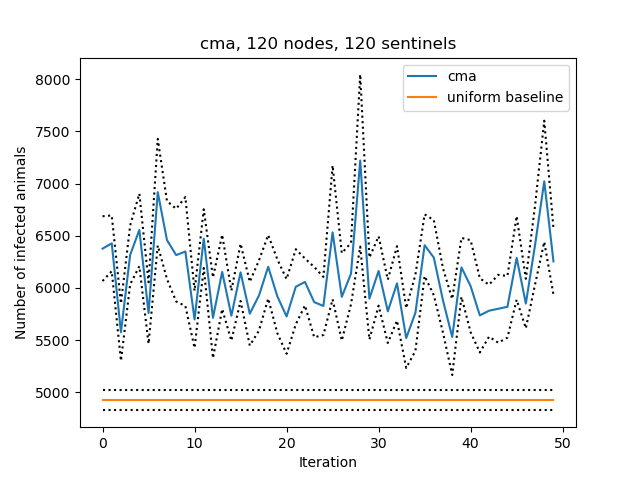 cma, 120 nodes, 120 sentinels
cma
uniform baseline
Number of infected animals
8000
7500
7000
6500
6000
5500
5000
0
10
20
30
40
50
Iteration